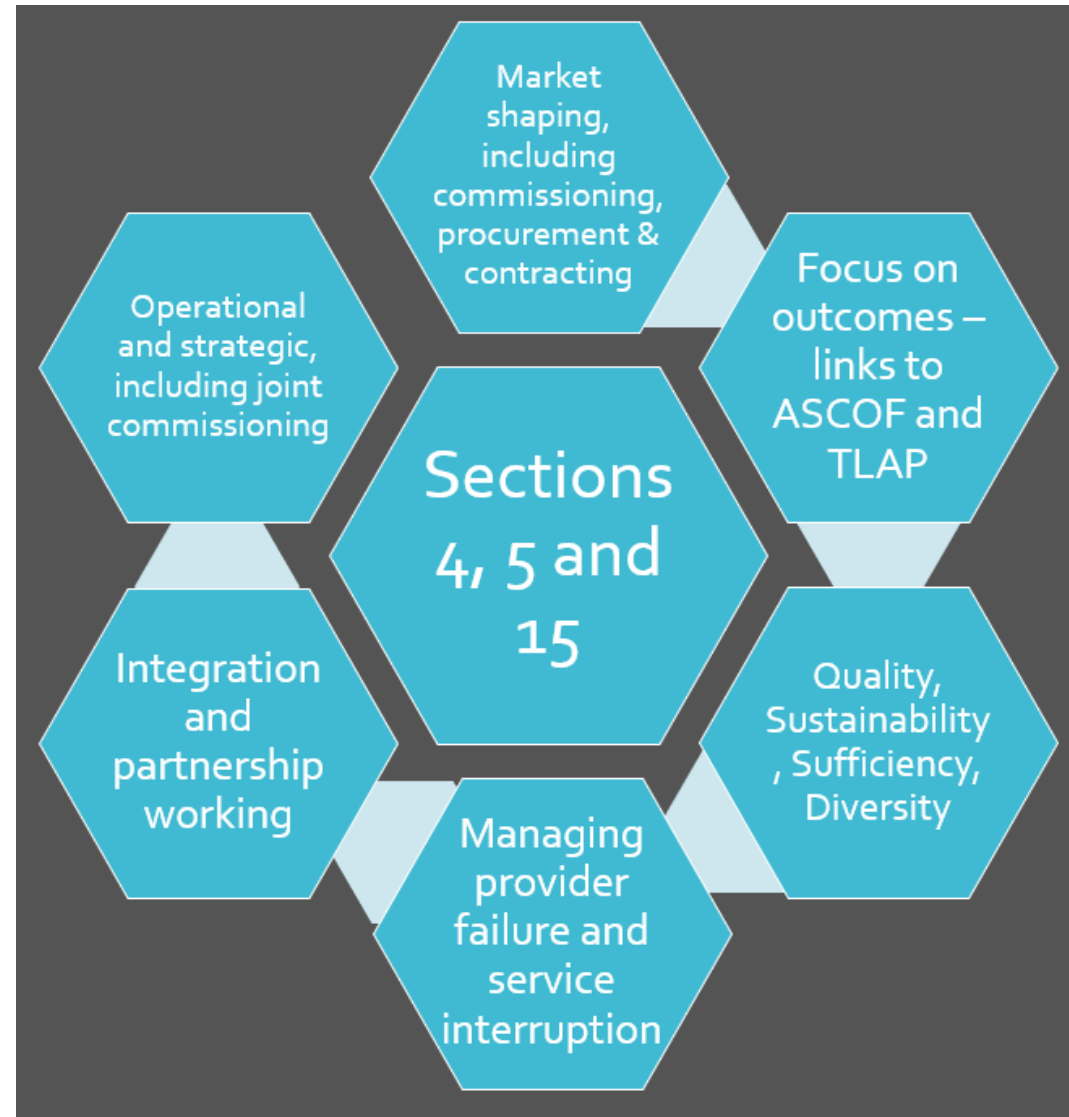 Market
shaping,
including
commissioning,
procurement &
contracting
Focus on
outcomes –
links to
ASCOF and
TLAP
Quality,
Sustainability
, Sufficiency,
Diversity
Managing
provider
failure and
service
interruption
Integration
and
partnership
working
Operational
and strategic,
including joint
commissioning
Sections
4, 5 and
15